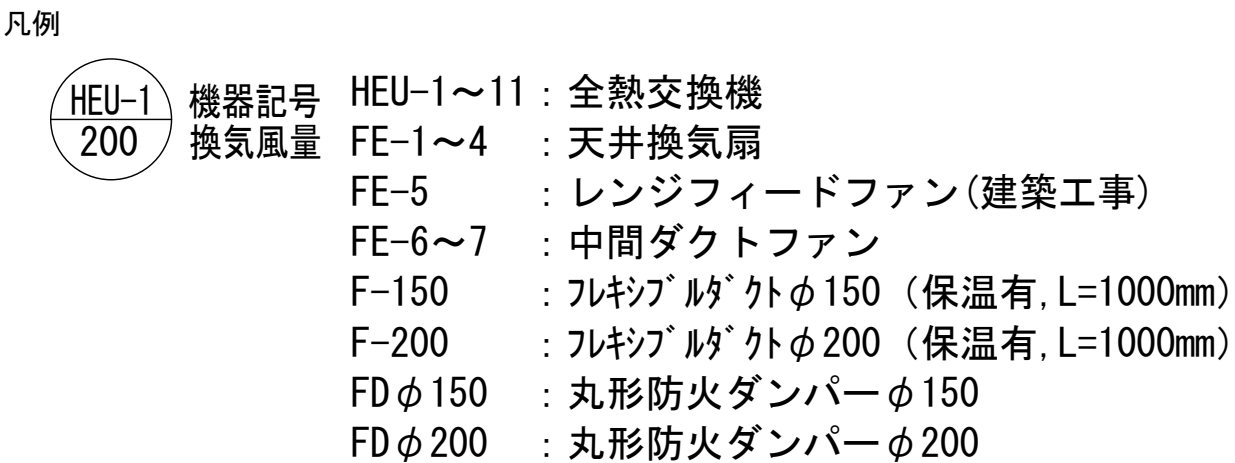 凡例
HEU-1 機器記号 HEU-1～11：全熱交換機
200 換気風量 FE-1～4 ：天井換気扇
FE-5 ：レンジフィードファン(建築工事)
FE-6～7 ：中間ダクトファン
F-150 ：ﾌﾚｷｼﾌﾞﾙﾀﾞｸﾄφ150 (保温有,L=1000mm)
F-200 ：ﾌﾚｷｼﾌﾞﾙﾀﾞｸﾄφ200 (保温有,L=1000mm)
FDφ150 ：丸形防火ダンパーφ150
FDφ200 ：丸形防火ダンパーφ200